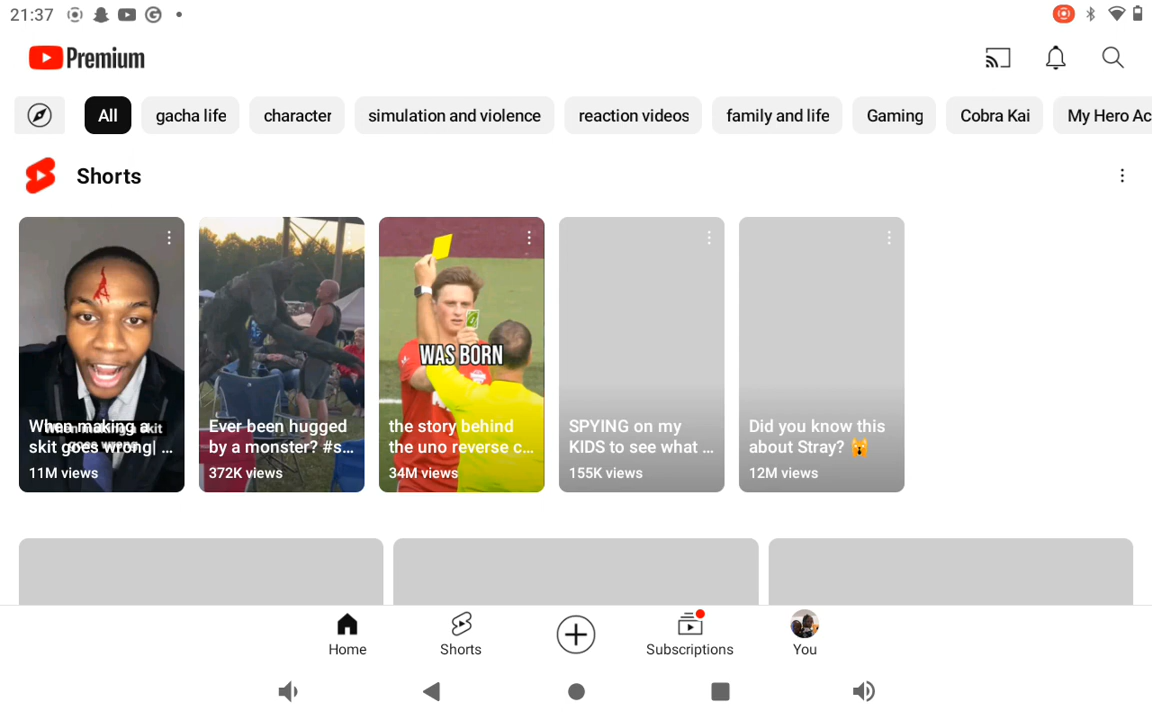 21:37
Premium
All
gacha life
character
simulation and violence
reaction videos
family and life
Gaming
Cobra Kai
My Hero Ac
Shorts
When making a
skit goes wrong| ...
11M views
Ever been hugged
by a monster? #s...
372K views
WAS BORN
the story behind
the uno reverse c...
34M views
SPYING on my
KIDS to see what ...
155K views
Did you know this
about Stray? 🙀
12M views
Home
Shorts
Subscriptions
You